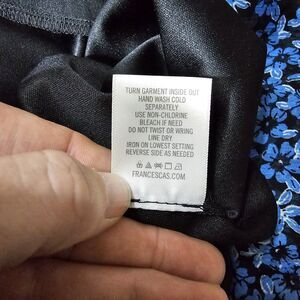 TURN GARMENT INSIDE OUT
HAND WASH COLD
SEPARATELY
USE NON-CHLORINE
BLEACH IF NEED
DO NOT TWIST OR WRING
LINE DRY
IRON ON LOWEST SETTING
REVERSE SIDE AS NEEDED
FRANCESCAS.COM